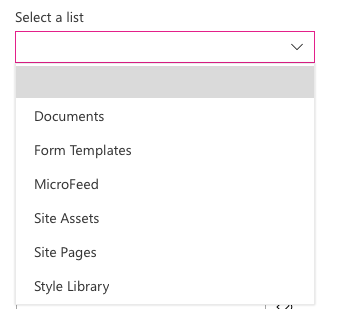 Select a list
Documents
Form Templates
MicroFeed
Site Assets
Site Pages
Style Library